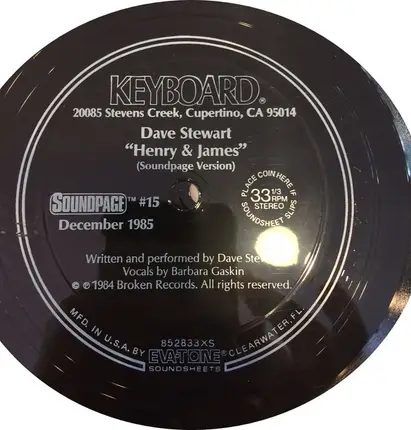 KEYBOARD®
20085 Stevens Creek, Cupertino, CA 95014
Dave Stewart
"Henry & James"
(Soundpage Version)
SOUNDPAGE™ #15
December 1985
PLACE COIN HERE IF
SOUNDSHEET SLIPS
33 1/3
RPM
STEREO
Written and performed by Dave
Vocals by Barbara Gaskin
© ℗ 1984 Broken Records. All rights reserved.
852833XS
MFD. IN U.S.A. BY EVA-TONE® CLEARWATER, FL.
SOUNDSHEETS